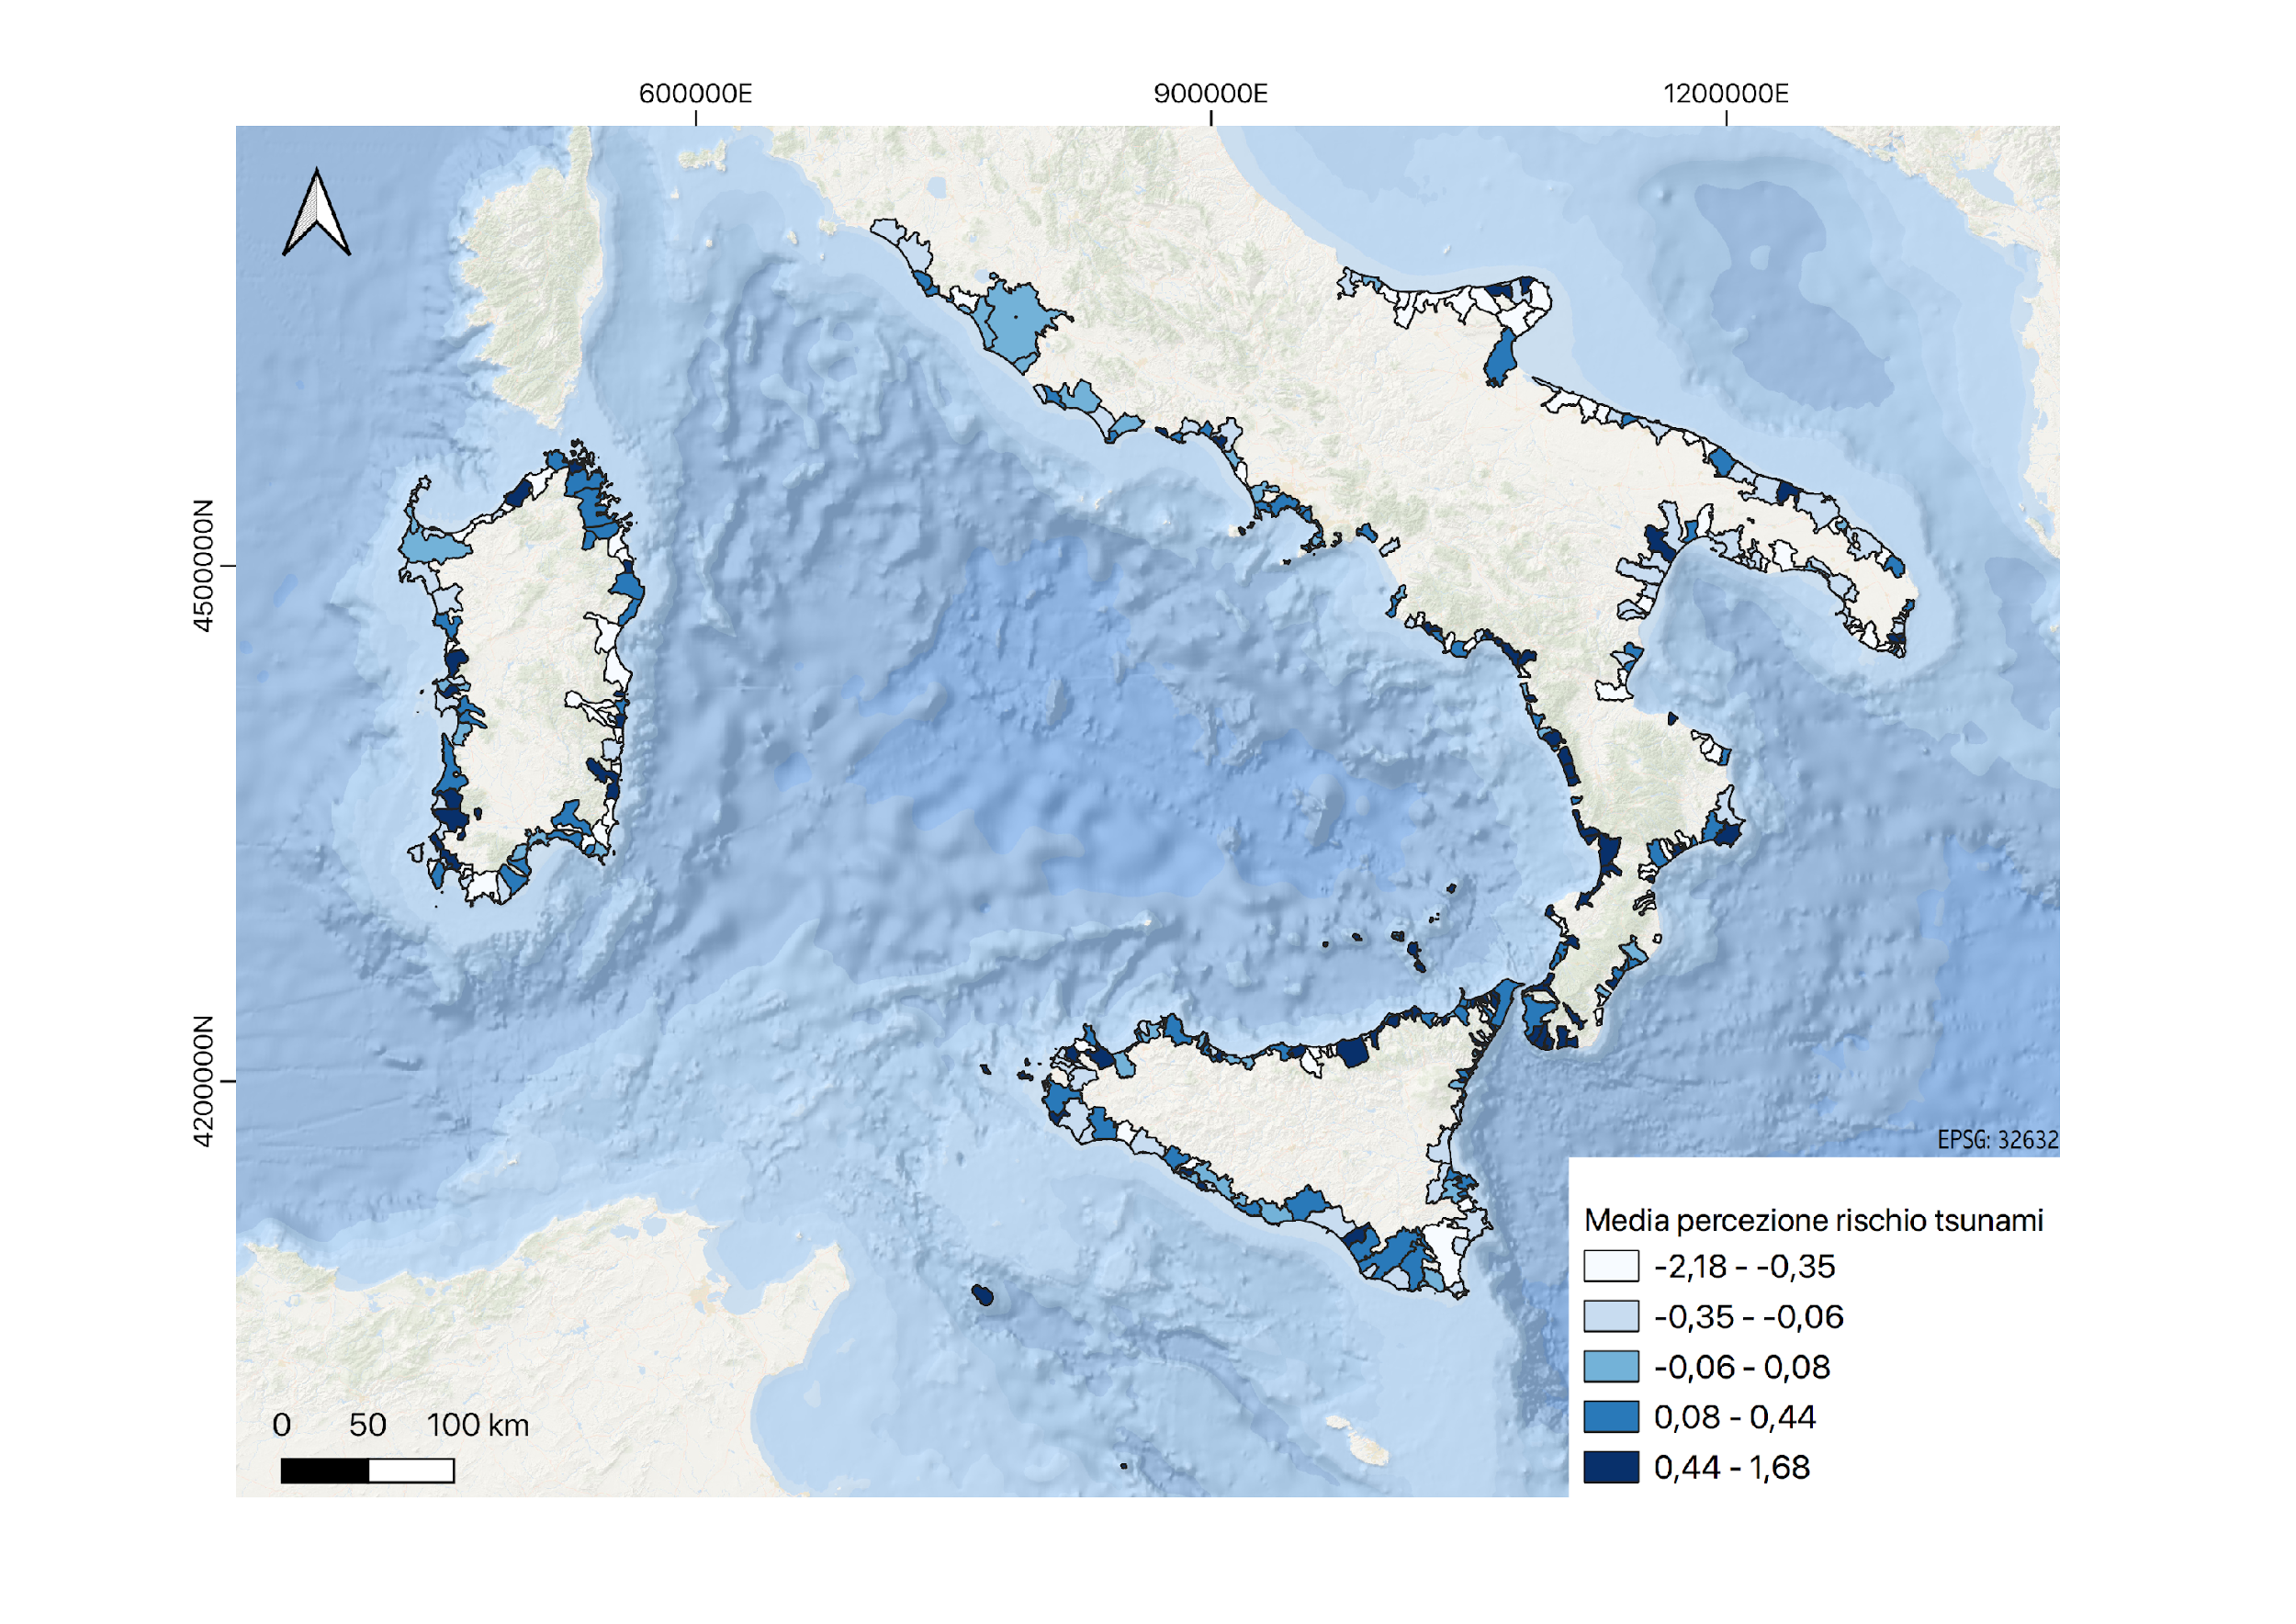 600000E 900000E 1200000E
4500000N
4200000N
EPSG: 32632
Media percezione rischio tsunami
-2,18 - -0,35
-0,35 - -0,06
-0,06 - 0,08
0,08 - 0,44
0,44 - 1,68
0 50 100 km